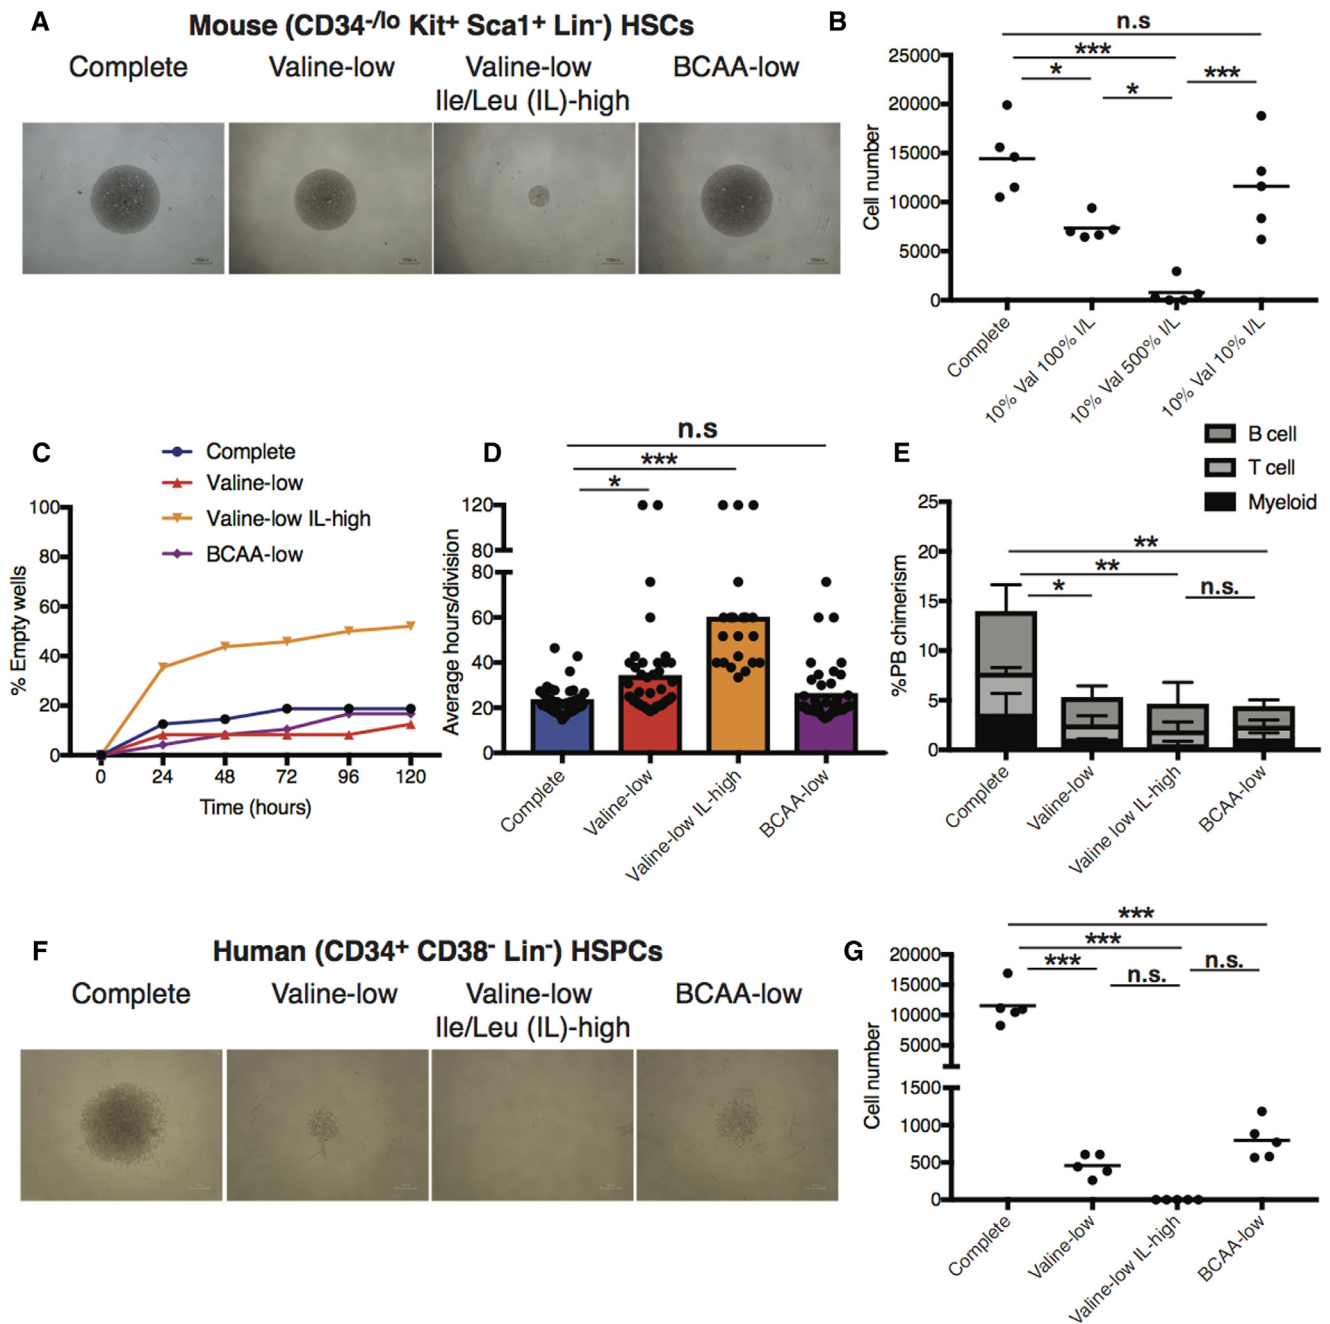 A
Mouse (CD34-/lo Kit+ Sca1+ Lin-) HSCs
Complete
Valine-low
Valine-low
Ile/Leu (IL)-high
BCAA-low
B
n.s
***
*
*
***
25000
20000
15000
10000
5000
0
Cell number
Complete
10% Val 100% I/L
10% Val 500% I/L
10% Val 10% I/L
C
Complete
Valine-low
Valine-low IL-high
BCAA-low
100
80
60
40
20
0
% Empty wells
0 24 48 72 96 120
Time (hours)
D
n.s
***
*
120
80
80
60
40
20
0
Average hours/division
Complete
Valine-low
Valine-low IL-high
BCAA-low
E
B cell
T cell
Myeloid
25
20
15
10
5
0
%PB chimerism
**
**
*
n.s.
Complete
Valine-low
Valine low IL-high
BCAA-low
F
Human (CD34+ CD38- Lin-) HSPCs
Complete
Valine-low
Valine-low
Ile/Leu (IL)-high
BCAA-low
G
***
***
***
n.s.
n.s.
20000
15000
10000
5000
1500
1000
500
0
Cell number
Complete
Valine-low
Valine-low IL-high
BCAA-low